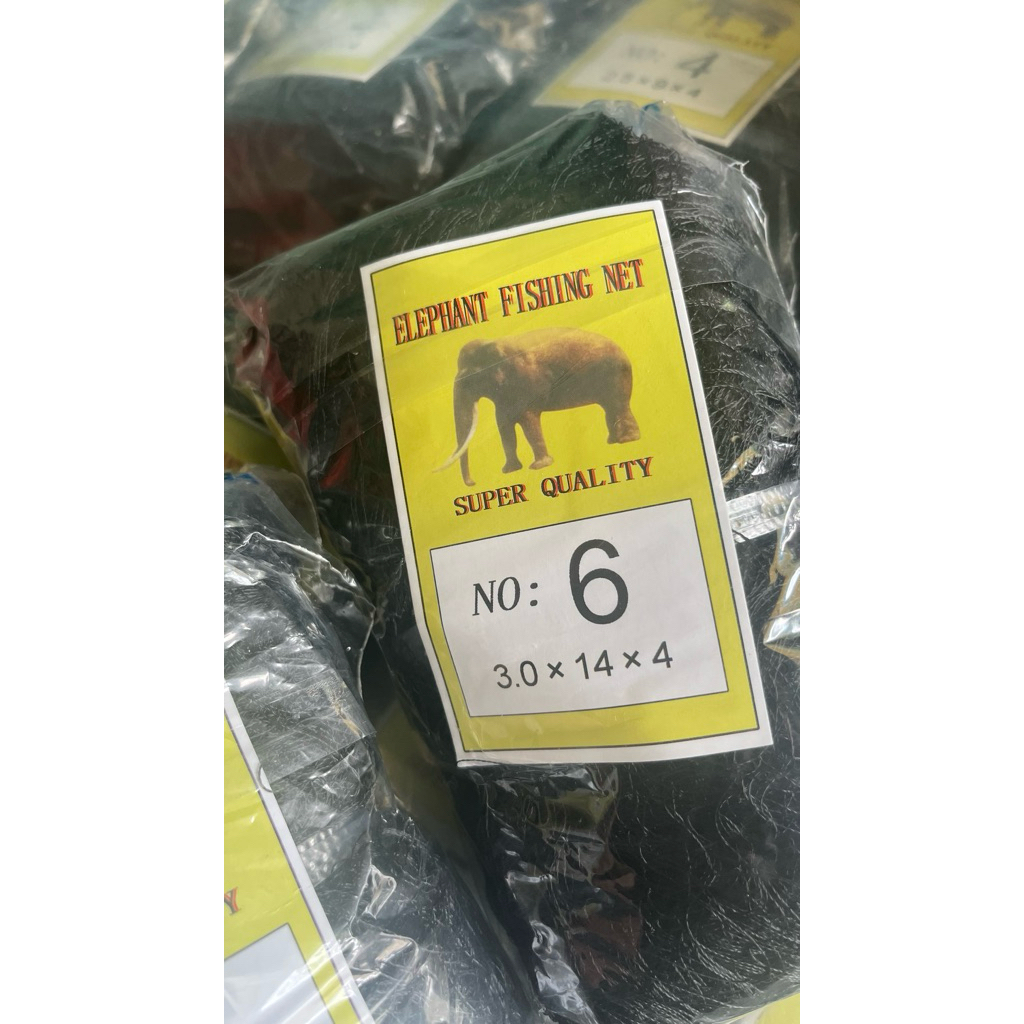 NO: 4
ELEPHANT FISHING NET
SUPER QUALITY
NO: 6
3.0 × 14 × 4
Y